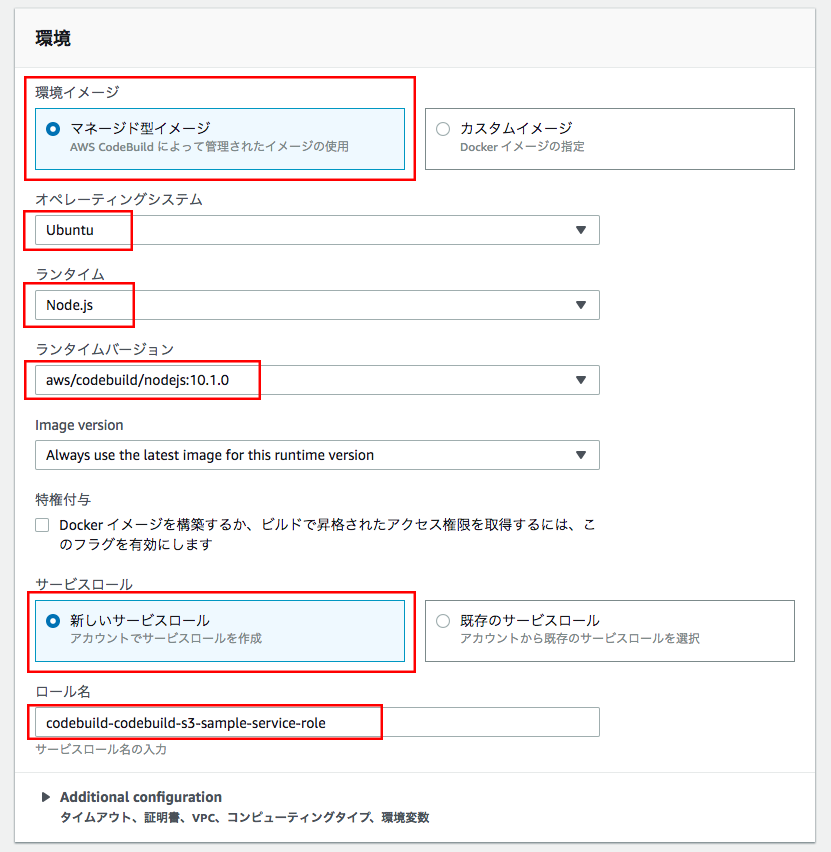 環境
環境イメージ
マネージド型イメージ
AWS CodeBuild によって管理されたイメージの使用
カスタムイメージ
Docker イメージの指定
オペレーティングシステム
Ubuntu
ランタイム
Node.js
ランタイムバージョン
aws/codebuild/nodejs:10.1.0
Image version
Always use the latest image for this runtime version
特権付与
Docker イメージを構築するか、ビルドで昇格されたアクセス権限を取得するには、こ
のフラグを有効にします
サービスロール
新しいサービスロール
アカウントでサービスロールを作成
既存のサービスロール
アカウントから既存のサービスロールを選択
ロール名
codebuild-codebuild-s3-sample-service-role
サービスロール名の入力
Additional configuration
タイムアウト、証明書、VPC、コンピューティングタイプ、環境変数